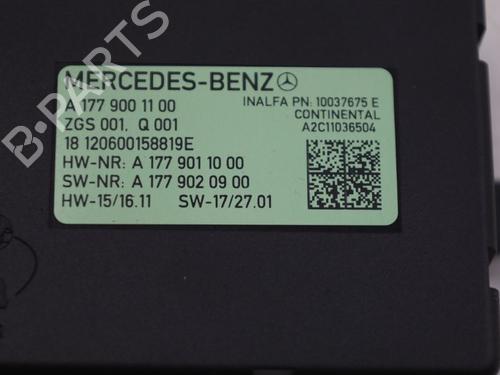 B-PARTS
MERCEDES-BENZ
A 177 900 11 00
ZGS 001, Q 001
18 120600158819E
HW-NR: A 177 901 10 00
SW-NR: A 177 902 09 00
HW-15/16.11 SW-17/27.01
INALFA PN: 10037675 E
CONTINENTAL
A2C11036504